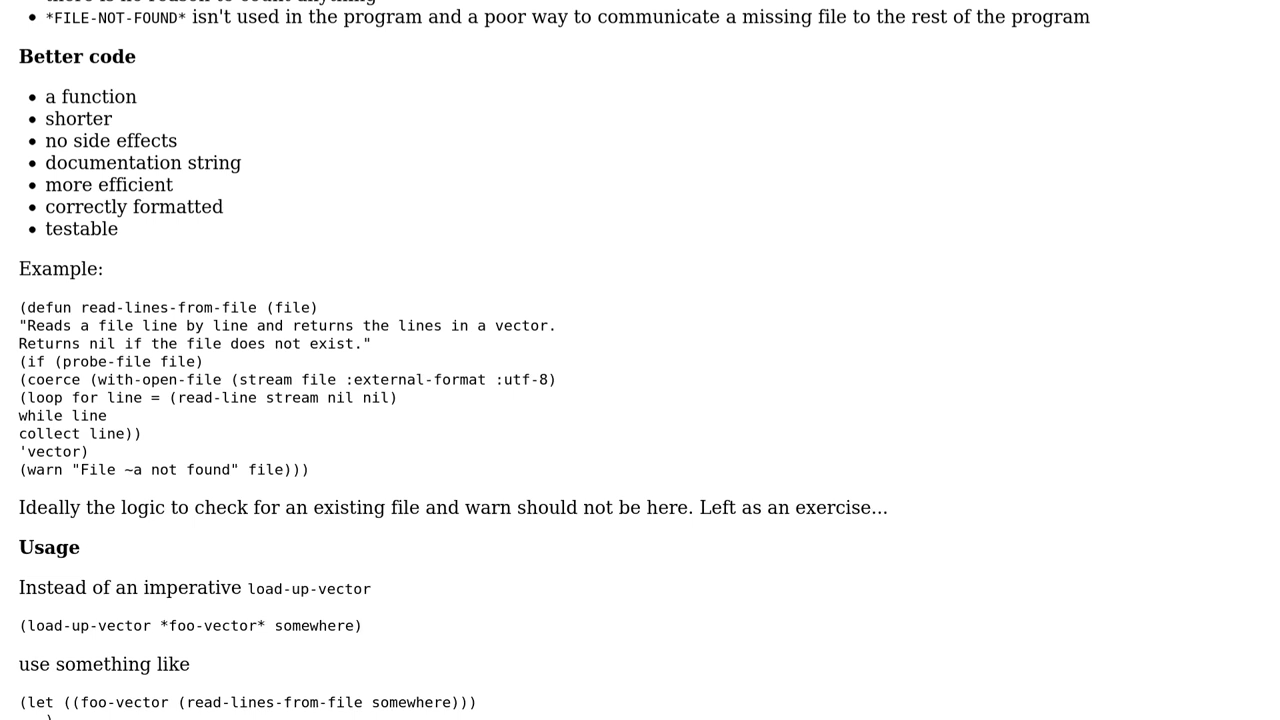 there is no reason to count anything
*FILE-NOT-FOUND* isn't used in the program and a poor way to communicate a missing file to the rest of the program
Better code
a function
shorter
no side effects
documentation string
more efficient
correctly formatted
testable
Example:
(defun read-lines-from-file (file)
"Reads a file line by line and returns the lines in a vector.
Returns nil if the file does not exist."
(if (probe-file file)
(coerce (with-open-file (stream file :external-format :utf-8)
(loop for line = (read-line stream nil nil)
while line
collect line))
'vector)
(warn "File ~a not found" file)))
Ideally the logic to check for an existing file and warn should not be here. Left as an exercise...
Usage
Instead of an imperative load-up-vector
(load-up-vector *foo-vector* somewhere)
use something like
(let ((foo-vector (read-lines-from-file somewhere)))